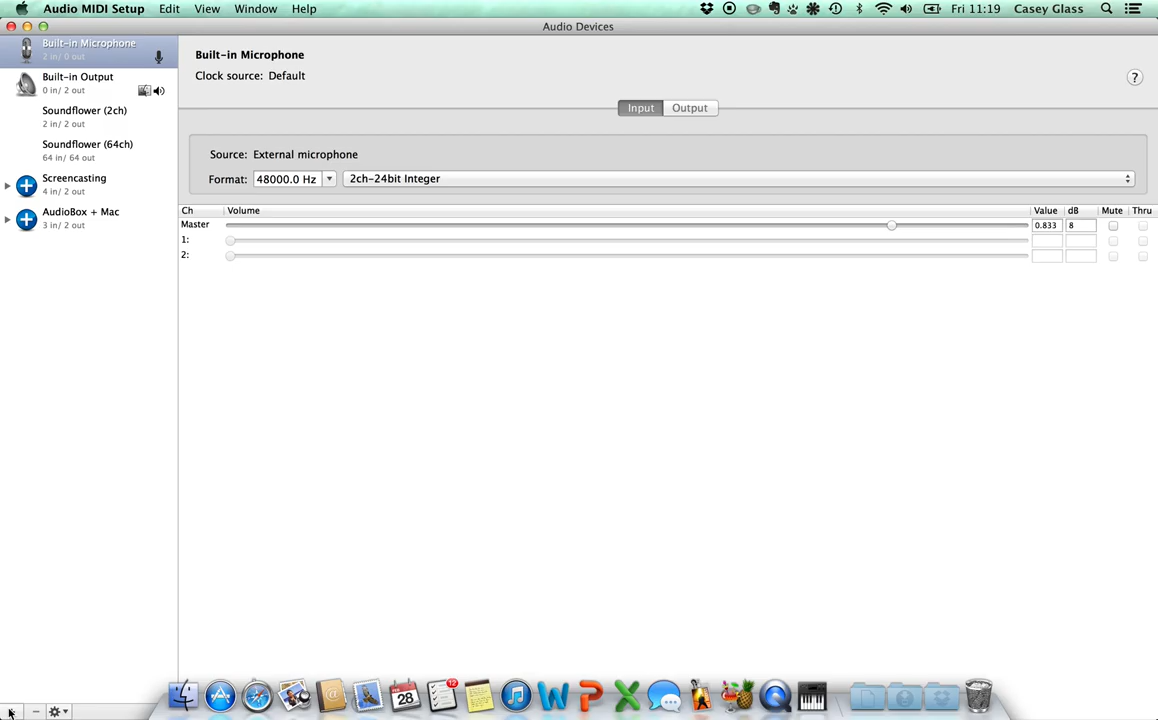 Audio MIDI Setup Edit View Window Help Fri 11:19 Casey Glass
Audio Devices
Built-in Microphone
2 in/ 0 out
Built-in Output
0 in/ 2 out
Soundflower (2ch)
2 in/ 2 out
Soundflower (64ch)
64 in/ 64 out
Screencasting
4 in/ 2 out
AudioBox + Mac
3 in/ 2 out
Built-in Microphone
Clock source: Default
?
Input Output
Source: External microphone
Format: 48000.0 Hz 2ch-24bit Integer
Ch Volume Value dB Mute Thru
Master 0.833 8
1:
2:
FEB 28 12